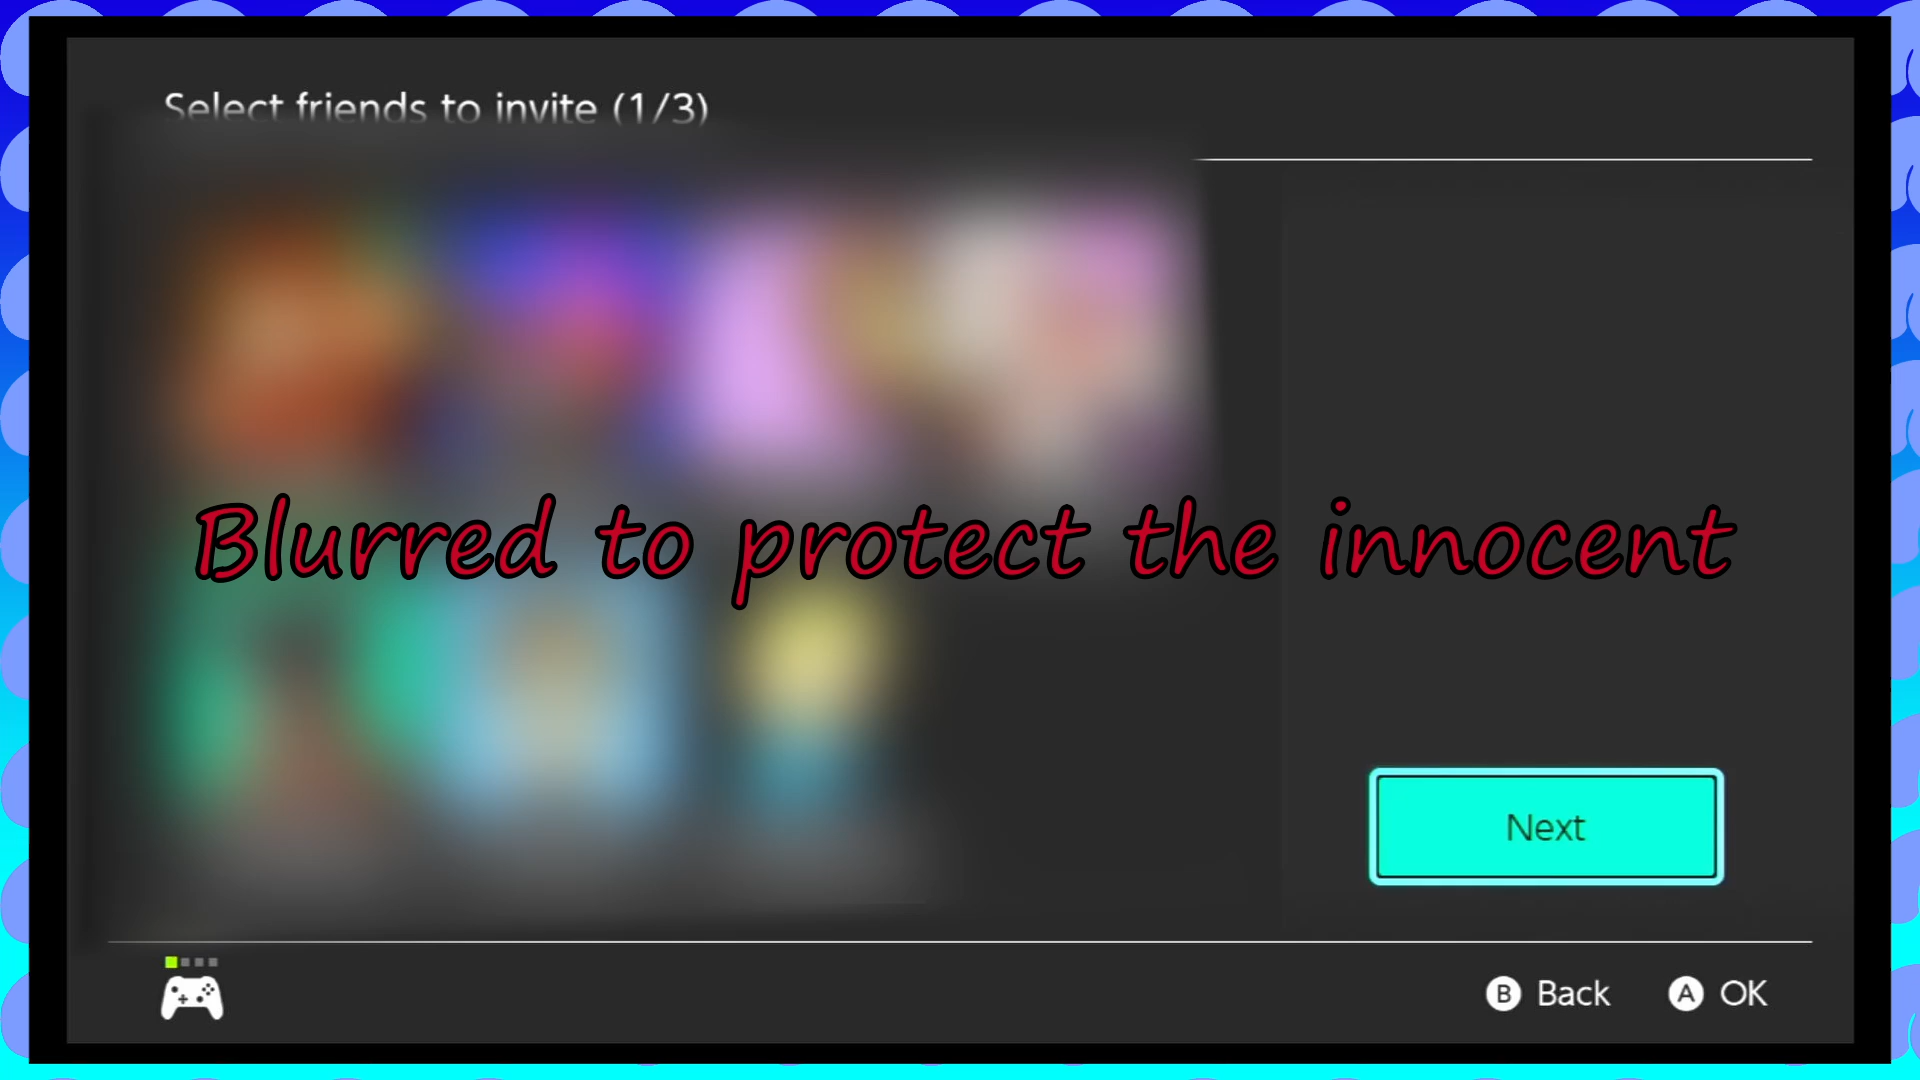 Select friends to invite (1/3)
Blurred to protect the innocent
Next
B Back A OK